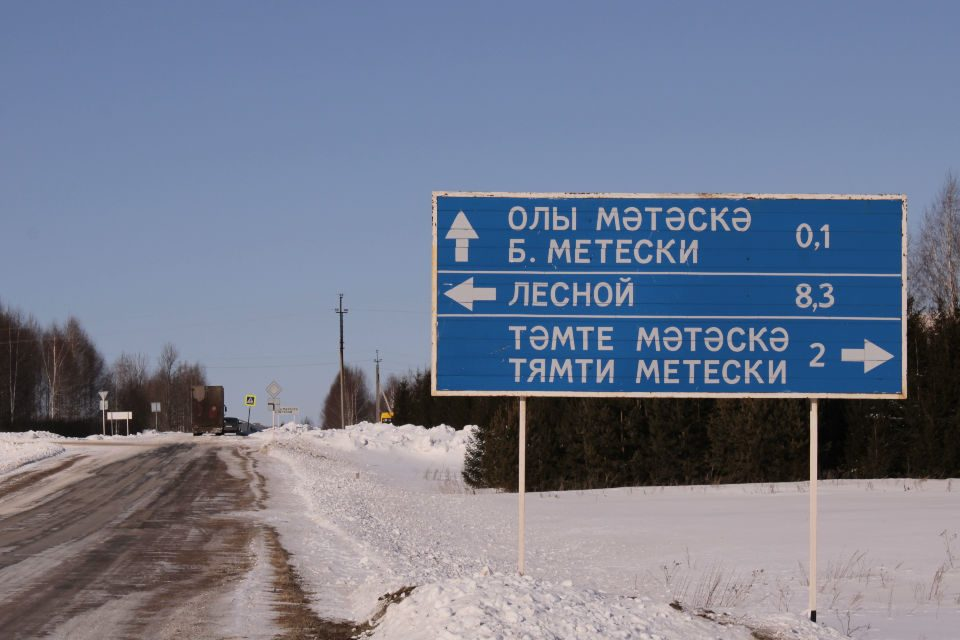 ОЛЫ МӘТӘСКӘ
Б. МЕТЕСКИ
0,1
ЛЕСНОЙ
8,3
ТӘМТЕ МӘТӘСКӘ
ТЯМТИ МЕТЕСКИ
2